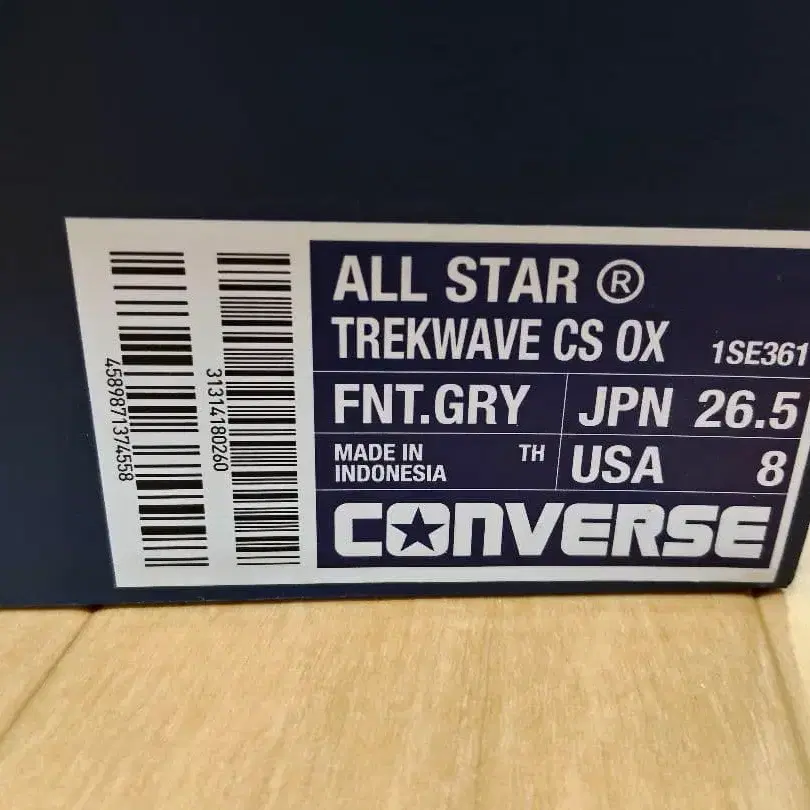 4589871374558
31314180260
ALL STAR ®
TREKWAVE CS OX 1SE361
FNT.GRY JPN 26.5
MADE IN INDONESIA TH USA 8
CONVERSE